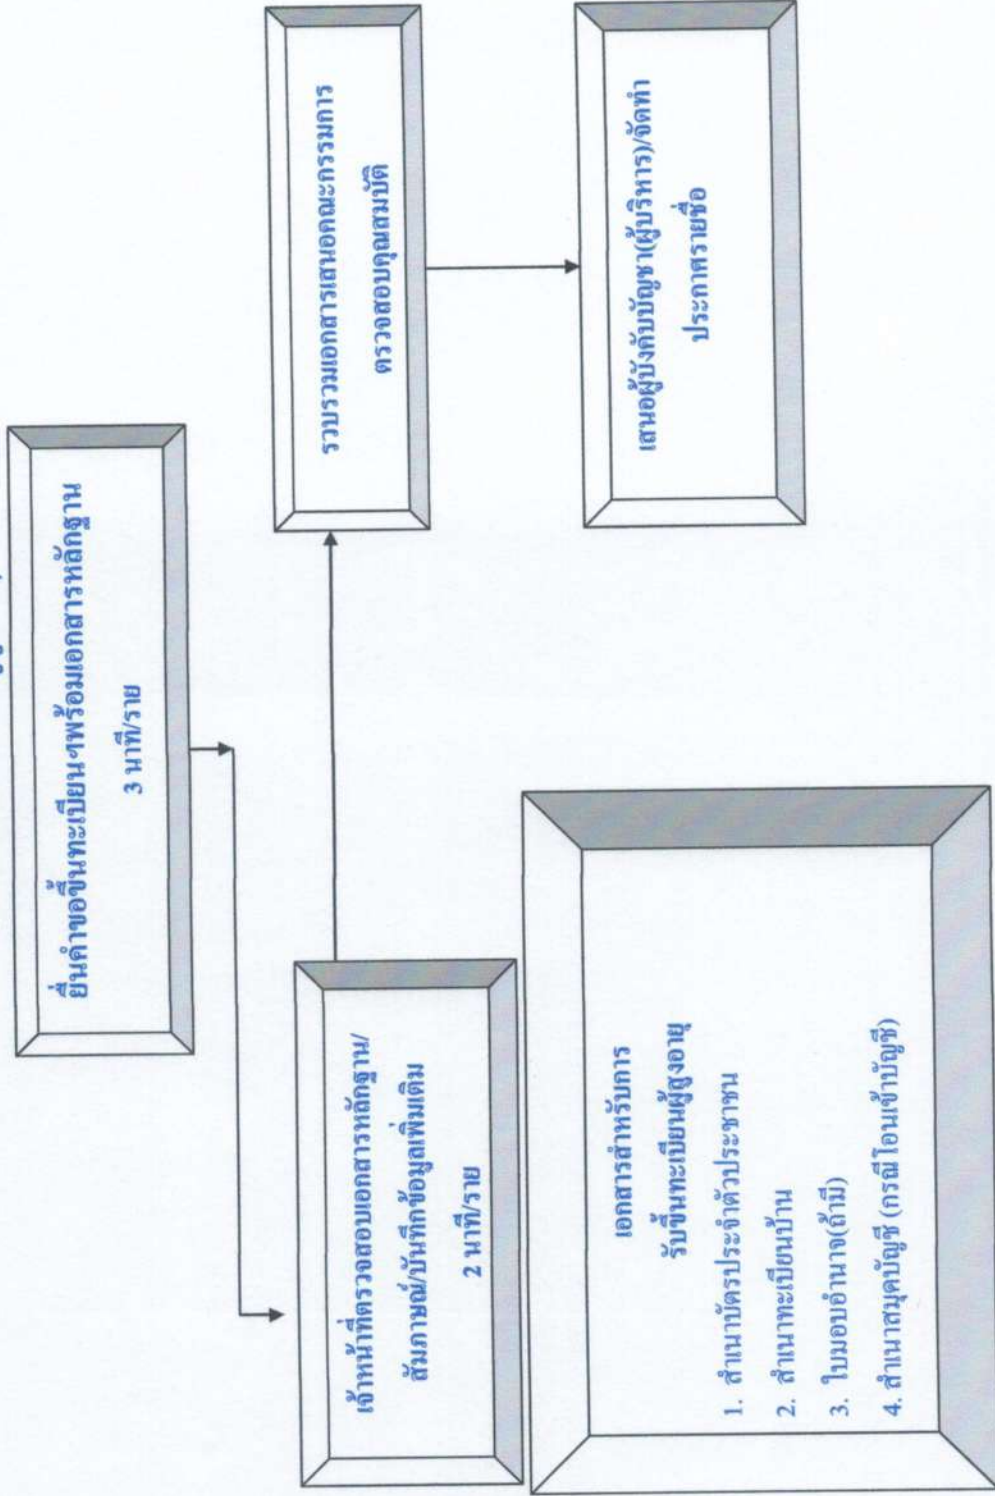 ยื่นคำขอขึ้นทะเบียนฯพร้อมเอกสารหลักฐาน
3 นาที/ราย
เจ้าหน้าที่ตรวจสอบเอกสารหลักฐาน/
สัมภาษณ์/บันทึกข้อมูลเพิ่มเติม
2 นาที/ราย
รวบรวมเอกสารเสนอคณะกรรมการ
ตรวจสอบคุณสมบัติ
เสนอผู้บังคับบัญชา(ผู้บริหาร)/จัดทำ
ประกาศรายชื่อ
เอกสารสำหรับการ
รับขึ้นทะเบียนผู้สูงอายุ
1. สำเนาบัตรประจำตัวประชาชน
2. สำเนาทะเบียนบ้าน
3. ใบมอบอำนาจ(ถ้ามี)
4. สำเนาสมุดบัญชี (กรณีโอนเข้าบัญชี)